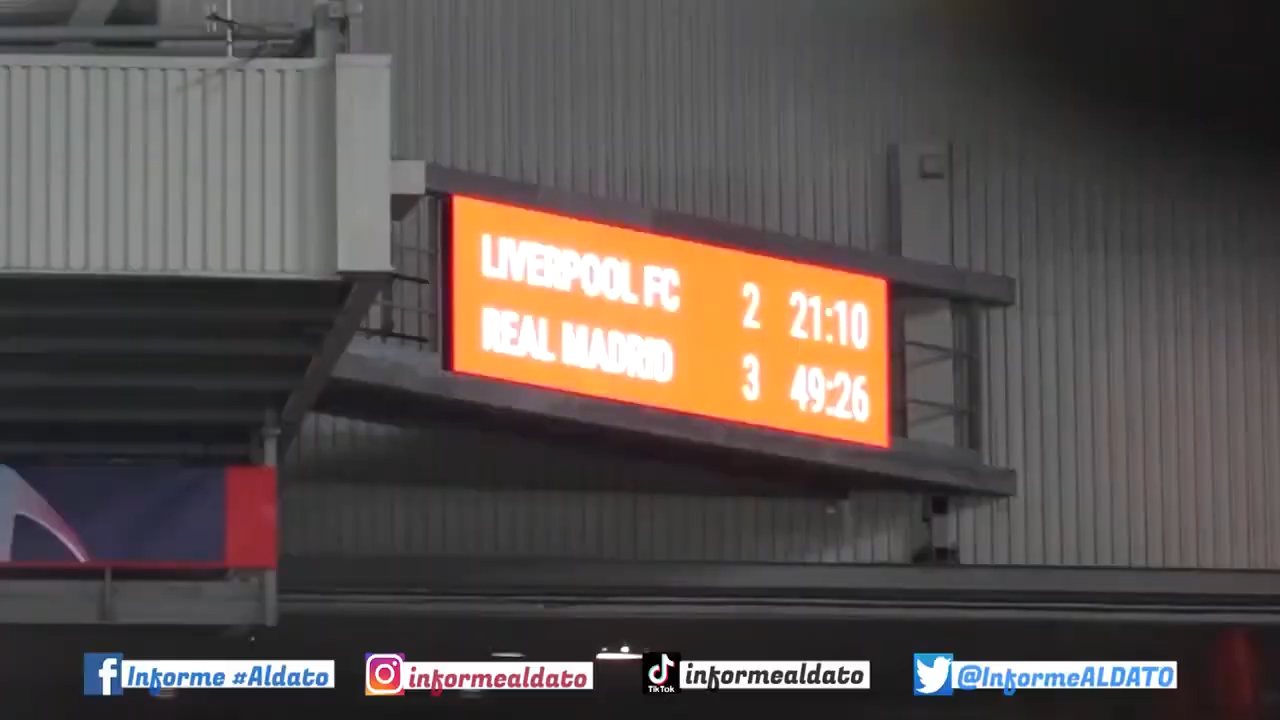 LIVERPOOL FC 2 21:10
REAL MADRID 3 49:26
Informe #Aldato
informealdato
TikTok
informealdato
@InformeALDATO